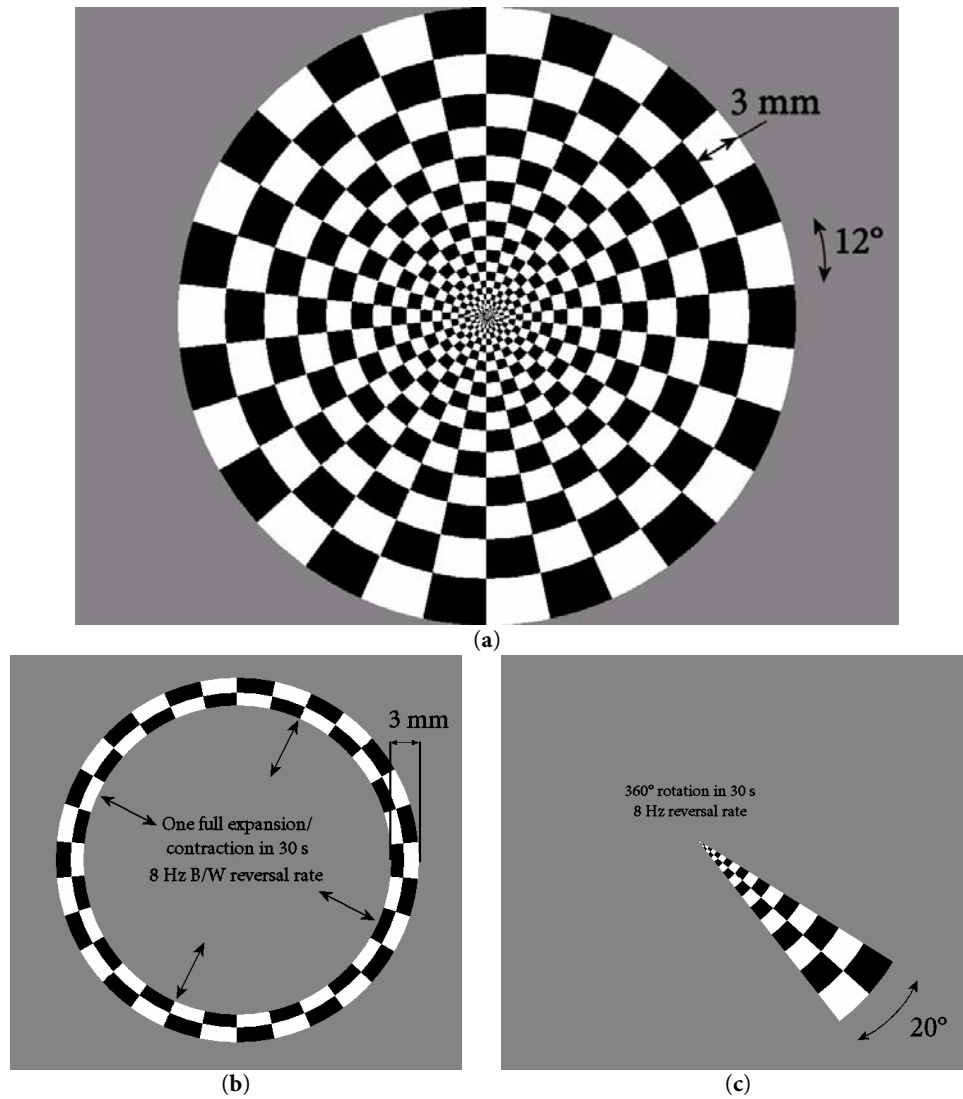 3 mm
12°
(a)
3 mm
One full expansion/
contraction in 30 s
8 Hz B/W reversal rate
(b)
360° rotation in 30 s
8 Hz reversal rate
20°
(c)